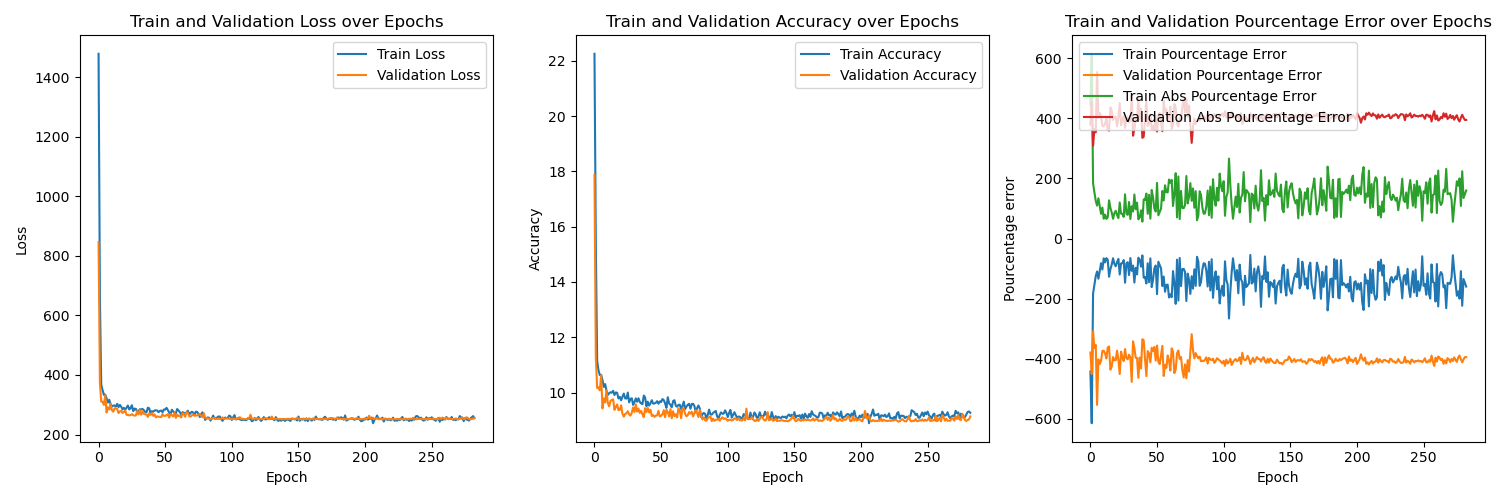 Train and Validation Loss over Epochs
Train Loss
Validation Loss
1400
1200
1000
800
600
400
200
Loss
0
50
100
150
200
250
Epoch
Train and Validation Accuracy over Epochs
Train Accuracy
Validation Accuracy
22
20
18
16
14
12
10
Accuracy
0
50
100
150
200
250
Epoch
Train and Validation Pourcentage Error over Epochs
Train Pourcentage Error
Validation Pourcentage Error
Train Abs Pourcentage Error
Validation Abs Pourcentage Error
600
400
200
0
−200
−400
−600
Pourcentage error
0
50
100
150
200
250
Epoch